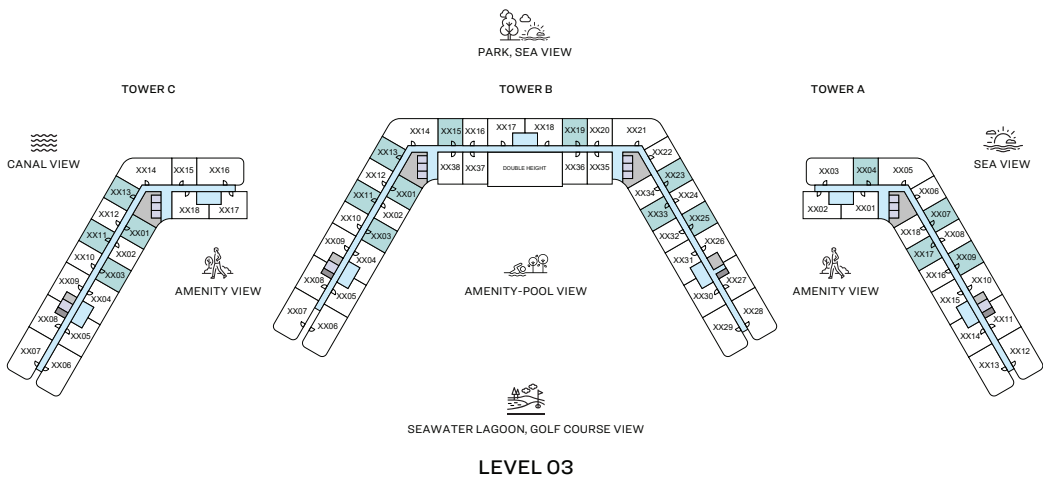 PARK, SEA VIEW
TOWER C
TOWER B
TOWER A
CANAL VIEW
SEA VIEW
XX14
XX15
XX16
XX13
XX12
XX11
XX10
XX09
XX08
XX07
XX06
XX05
XX04
XX03
XX02
XX01
XX18
XX17
AMENITY VIEW
XX14
XX15
XX16
XX17
XX18
XX19
XX20
XX21
XX13
XX12
XX11
XX10
XX09
XX08
XX07
XX06
XX05
XX04
XX03
XX02
XX01
XX38
XX37
DOUBLE HEIGHT
XX36
XX35
XX22
XX23
XX24
XX25
XX26
XX27
XX28
XX29
XX30
XX31
XX32
XX33
XX34
AMENITY-POOL VIEW
XX03
XX04
XX05
XX02
XX01
XX06
XX07
XX08
XX09
XX10
XX11
XX12
XX13
XX14
XX15
XX16
XX17
XX18
AMENITY VIEW
SEAWATER LAGOON, GOLF COURSE VIEW
LEVEL 03